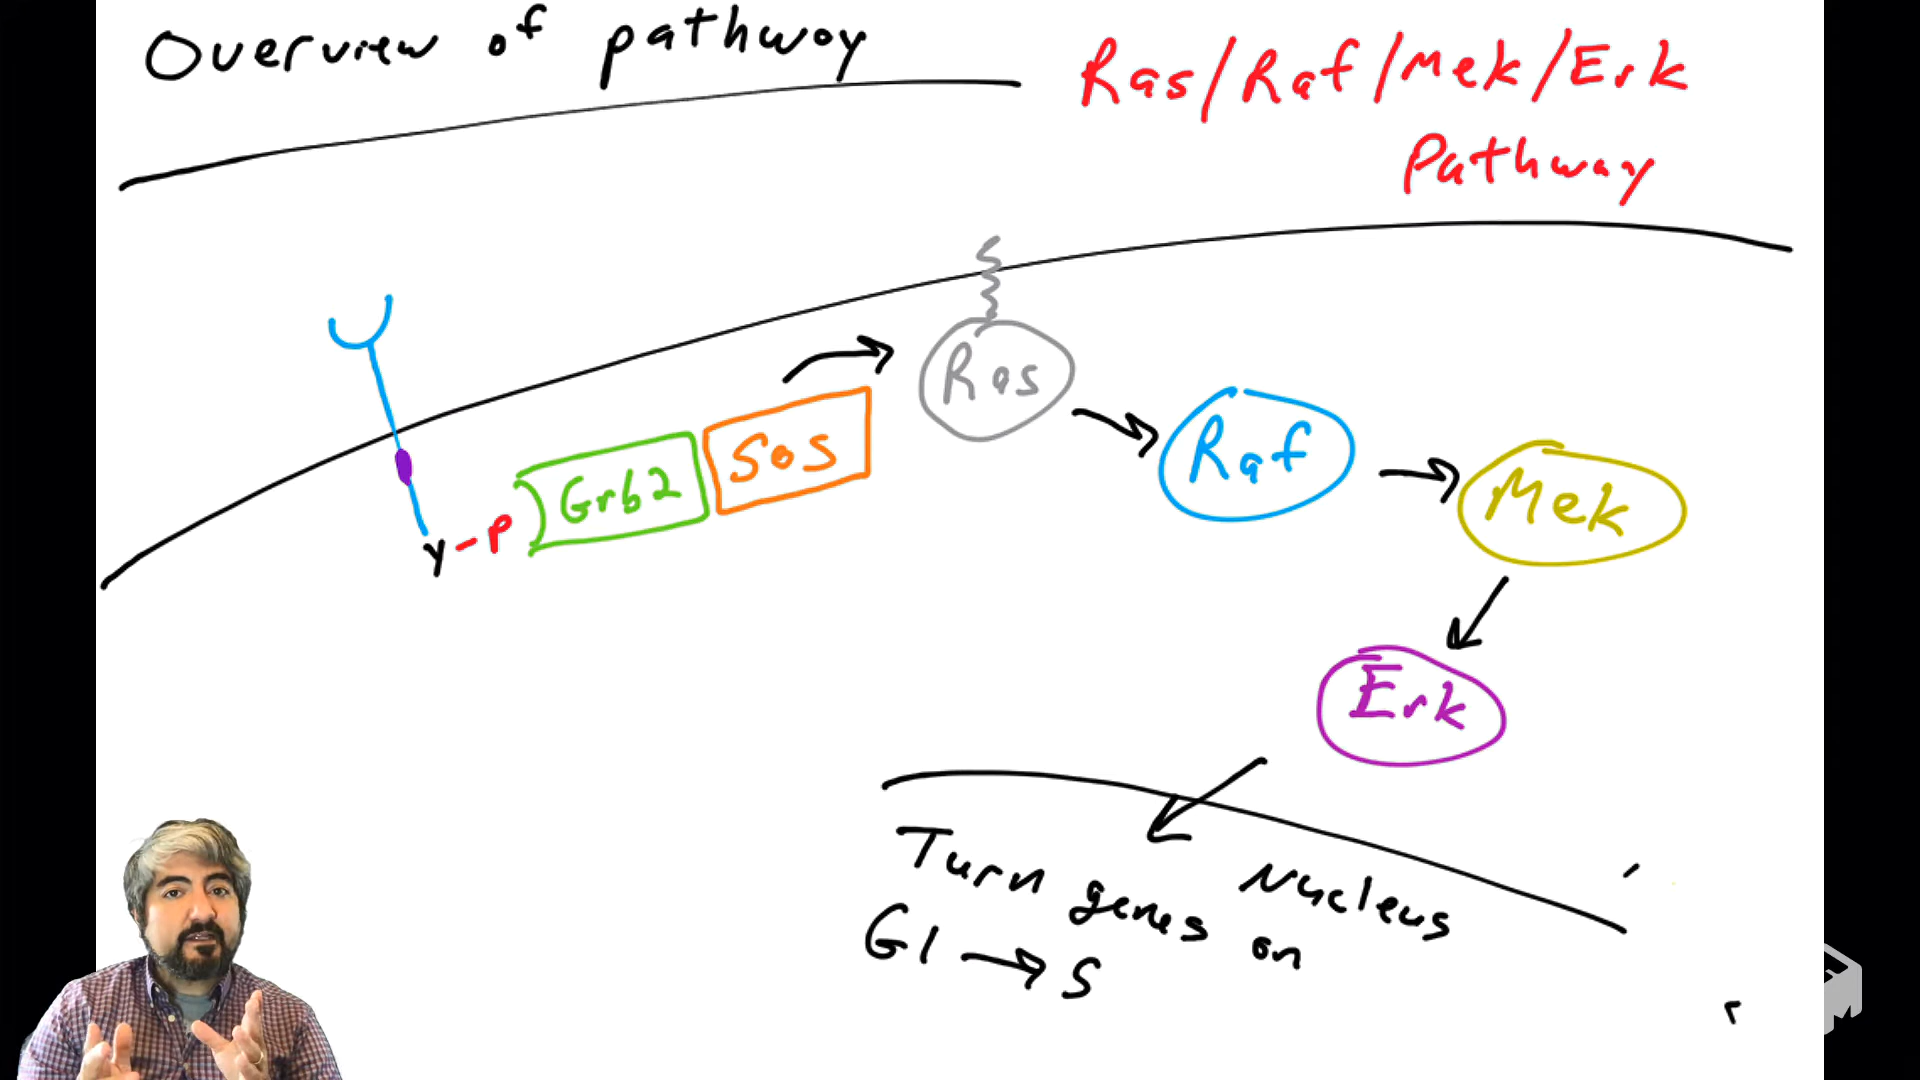 Overview of pathway
Ras/Raf/Mek/Erk
Pathway
Ras
Raf
Mek
Sos
Grb2
Y-P
Erk
Nucleus
Turn genes on
G1 → S